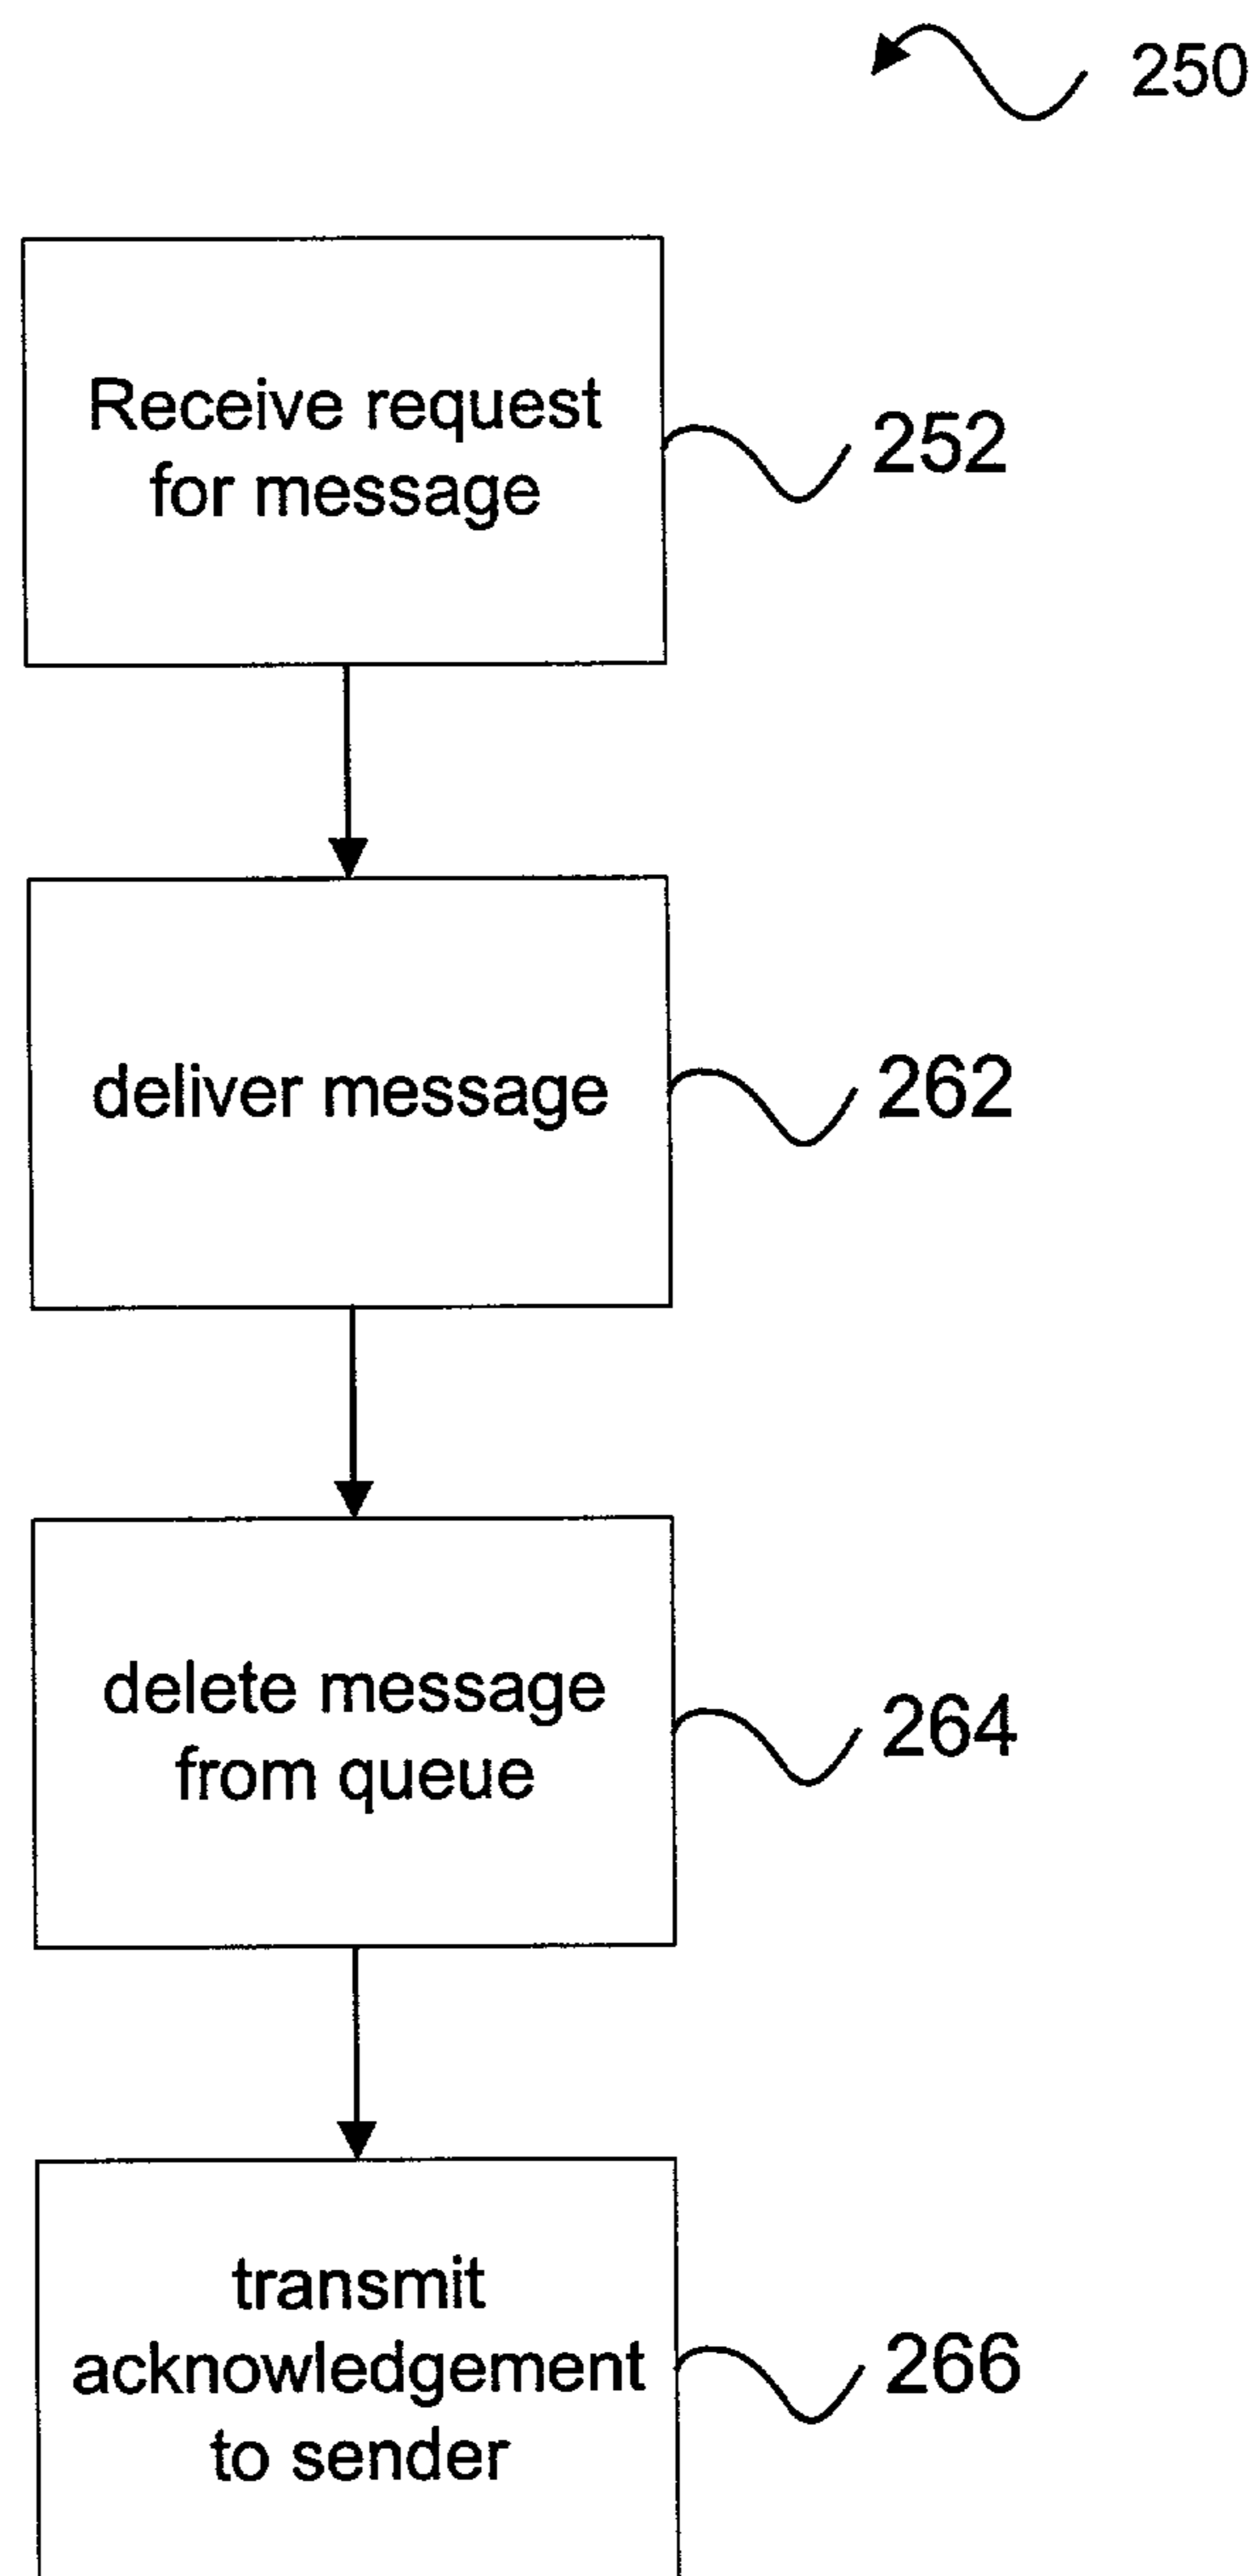 250
Receive request
for message
252
deliver message
262
delete message
from queue
264
transmit
acknowledgement
to sender
266